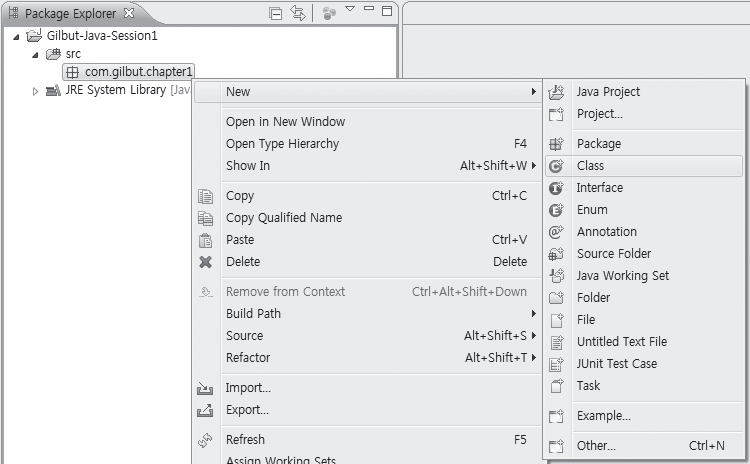 Package Explorer
Gilbut-Java-Session1
src
com.gilbut.chapter1
JRE System Library [Java
New
Open in New Window
Open Type Hierarchy F4
Show In Alt+Shift+W
Copy Ctrl+C
Copy Qualified Name
Paste Ctrl+V
Delete Delete
Remove from Context Ctrl+Alt+Shift+Down
Build Path
Source Alt+Shift+S
Refactor Alt+Shift+T
Import...
Export...
Refresh F5
Assign Working Sets
Java Project
Project...
Package
Class
Interface
Enum
Annotation
Source Folder
Java Working Set
Folder
File
Untitled Text File
JUnit Test Case
Task
Example...
Other... Ctrl+N